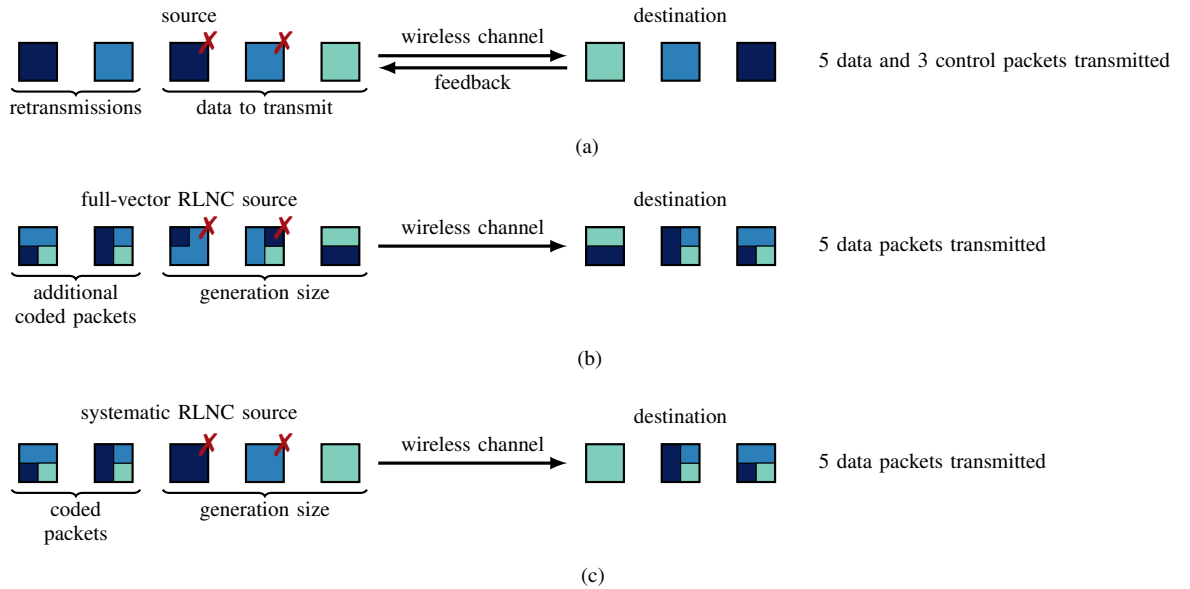 source
destination
wireless channel
feedback
5 data and 3 control packets transmitted
retransmissions
data to transmit
(a)
full-vector RLNC source
destination
wireless channel
5 data packets transmitted
additional
coded packets
generation size
(b)
systematic RLNC source
destination
wireless channel
5 data packets transmitted
coded
packets
generation size
(c)